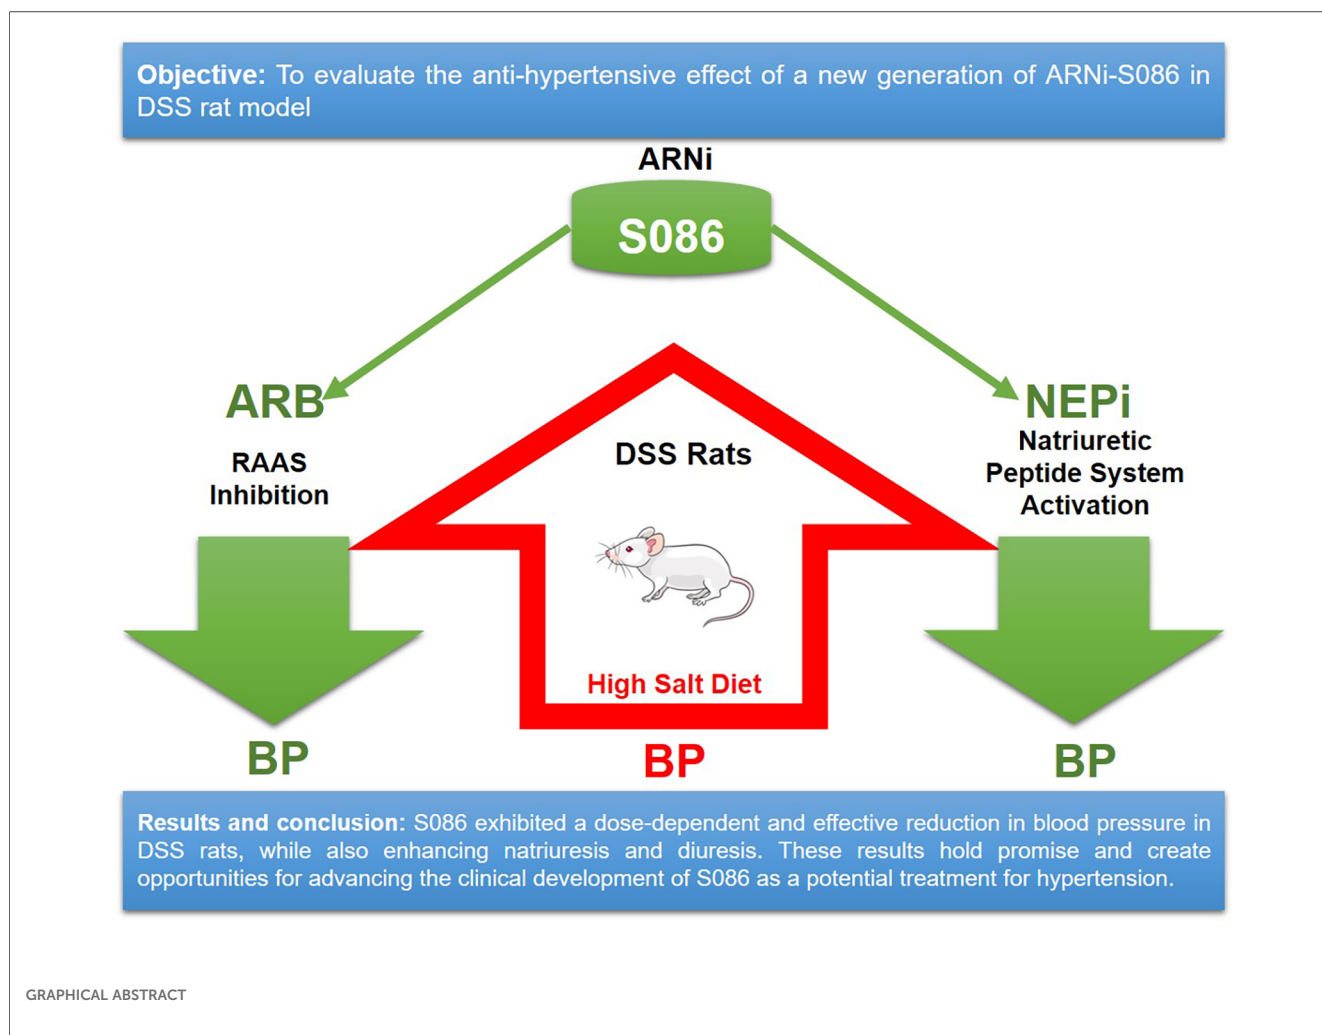 Objective: To evaluate the anti-hypertensive effect of a new generation of ARNi-S086 in
DSS rat model
ARNi
S086
ARB
RAAS
Inhibition
NEPi
Natriuretic
Peptide System
Activation
DSS Rats
High Salt Diet
BP
BP
BP
Results and conclusion: S086 exhibited a dose-dependent and effective reduction in blood pressure in
DSS rats, while also enhancing natriuresis and diuresis. These results hold promise and create
opportunities for advancing the clinical development of S086 as a potential treatment for hypertension.
GRAPHICAL ABSTRACT